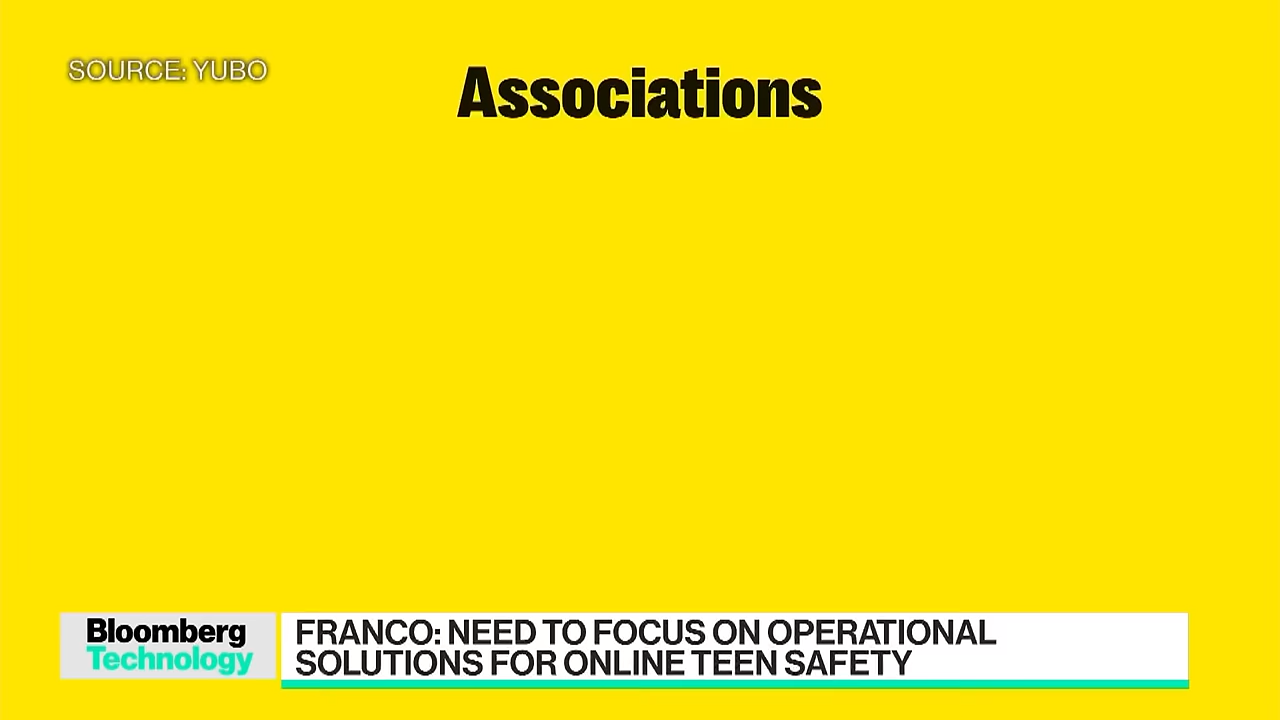 SOURCE: YUBO
Associations
Bloomberg
Technology
FRANCO: NEED TO FOCUS ON OPERATIONAL
SOLUTIONS FOR ONLINE TEEN SAFETY